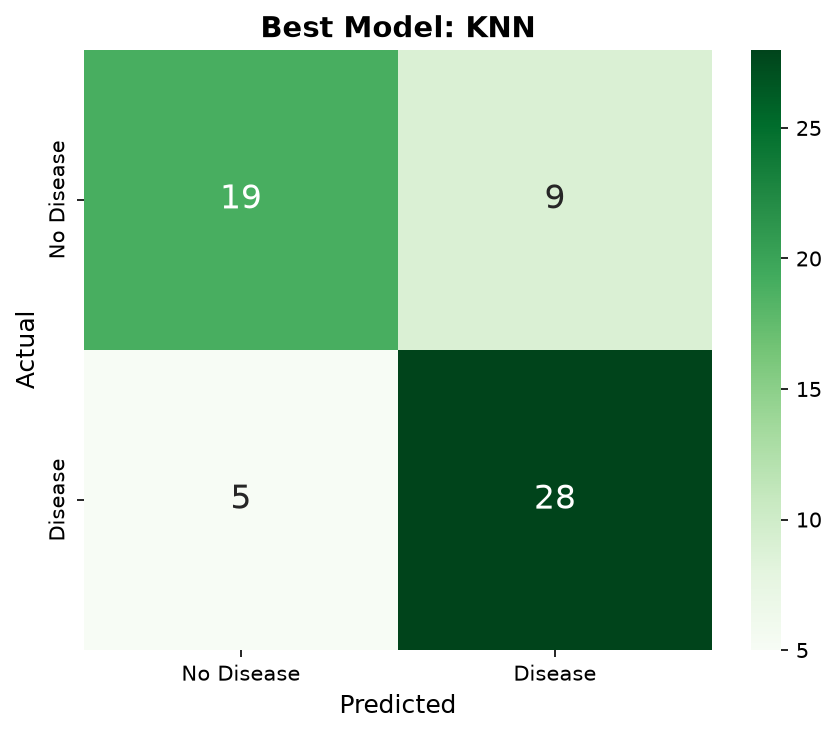 Best Model: KNN
No Disease
19
9
Actual
Disease
5
28
No Disease
Disease
Predicted
25
20
15
10
5